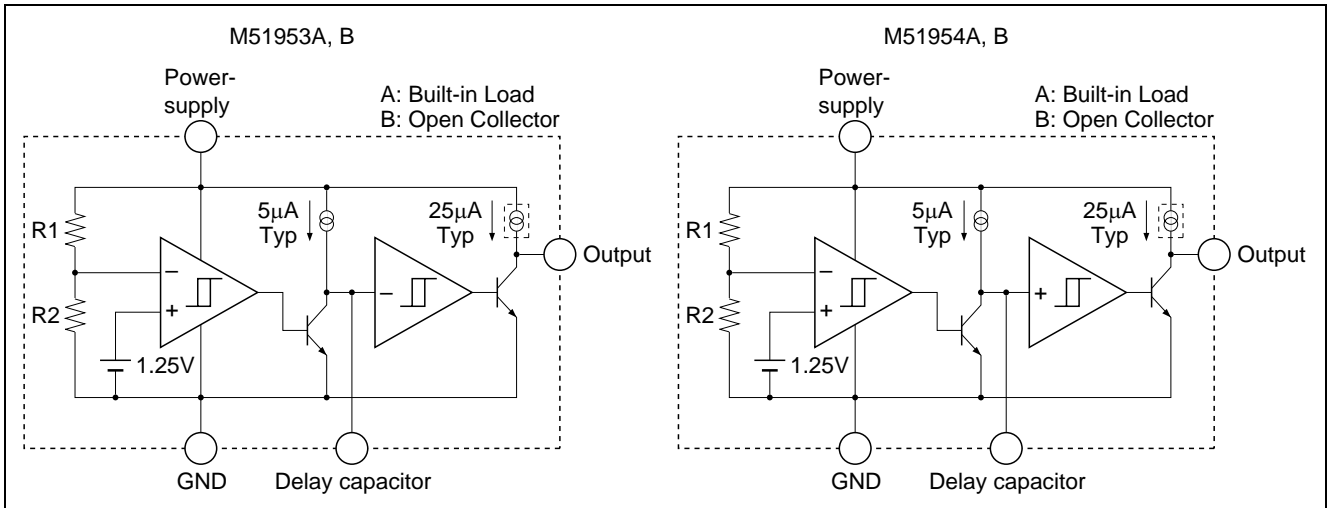 M51953A, B
Power-
supply
A: Built-in Load
B: Open Collector
5μA
Typ
25μA
Typ
R1
−
Output
−
R2
+
1.25V
GND
Delay capacitor
M51954A, B
Power-
supply
A: Built-in Load
B: Open Collector
5μA
Typ
25μA
Typ
R1
−
Output
+
R2
+
1.25V
GND
Delay capacitor